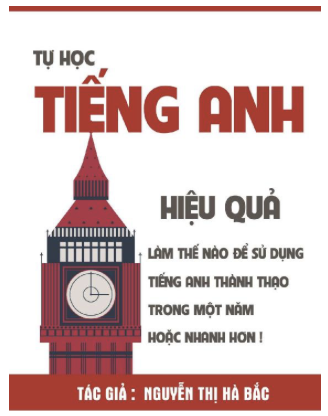 TỰ HỌC
TIẾNG ANH
HIỆU QUẢ
LÀM THẾ NÀO ĐỂ SỬ DỤNG
TIẾNG ANH THÀNH THẠO
TRONG MỘT NĂM
HOẶC NHANH HƠN !
TÁC GIẢ : NGUYỄN THỊ HÀ BẮC